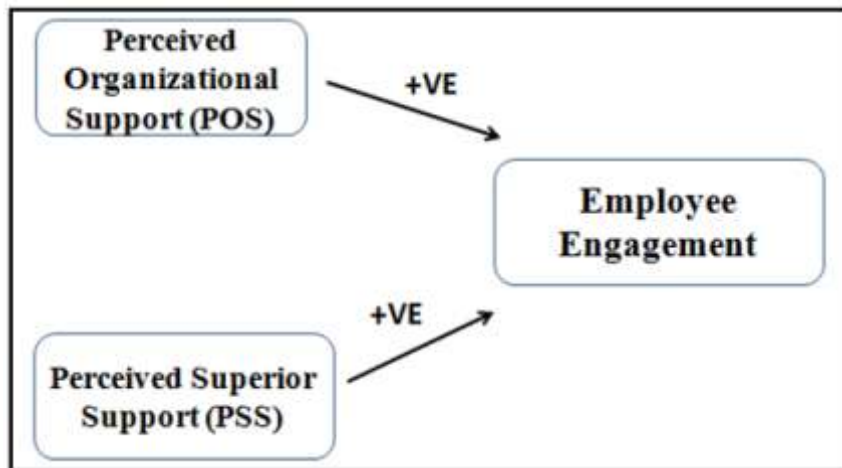 Perceived
Organizational
Support (POS)
+VE
Employee
Engagement
+VE
Perceived Superior
Support (PSS)